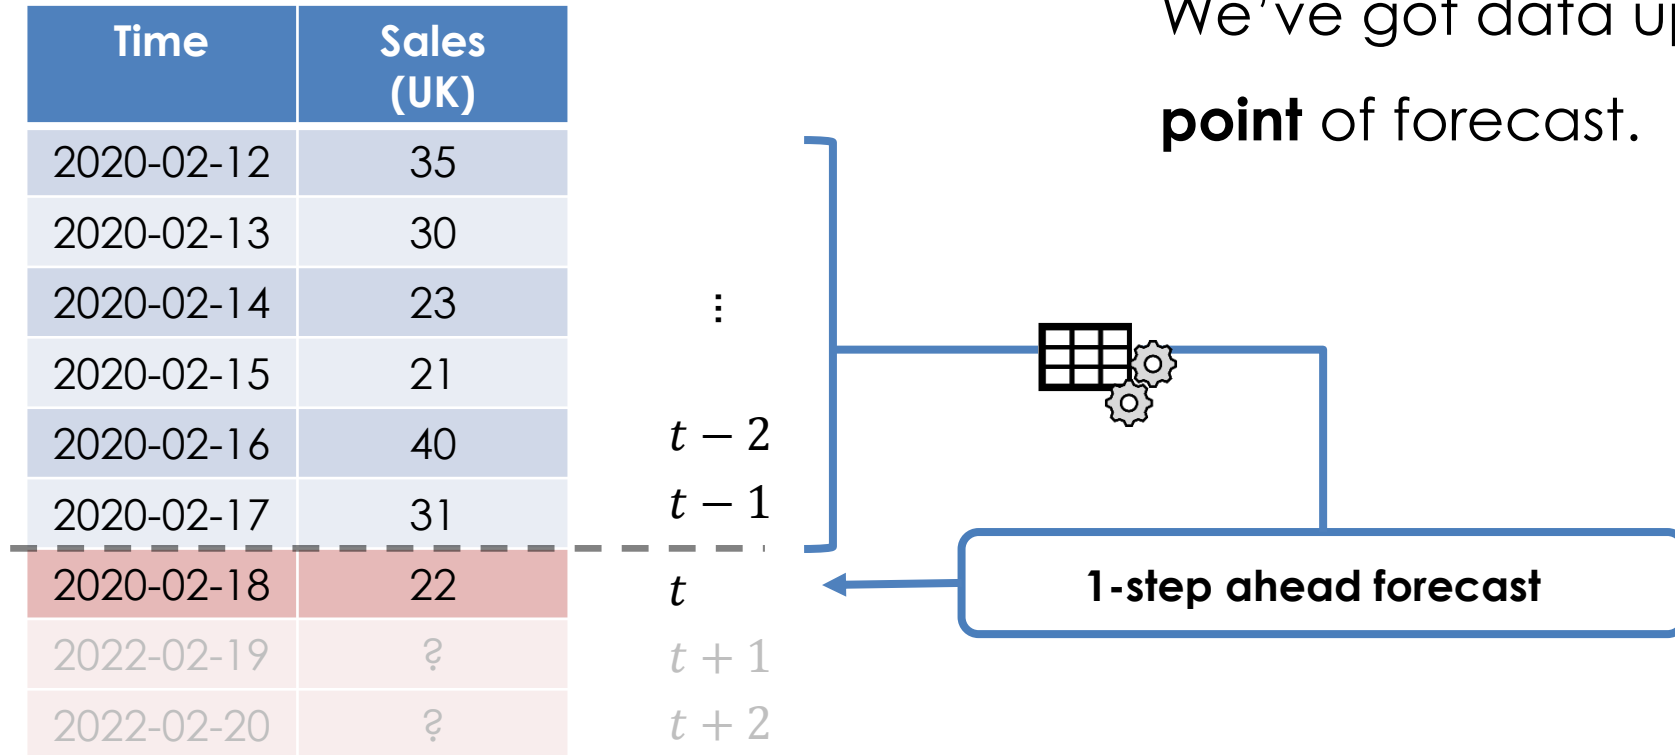 We've got data up
point of forecast.
Time Sales
(UK)
2020-02-12 35
2020-02-13 30
2020-02-14 23
⋮
2020-02-15 21
2020-02-16 40 t − 2
2020-02-17 31 t − 1
2020-02-18 22 t
1-step ahead forecast
2022-02-19 ? t + 1
2022-02-20 ? t + 2